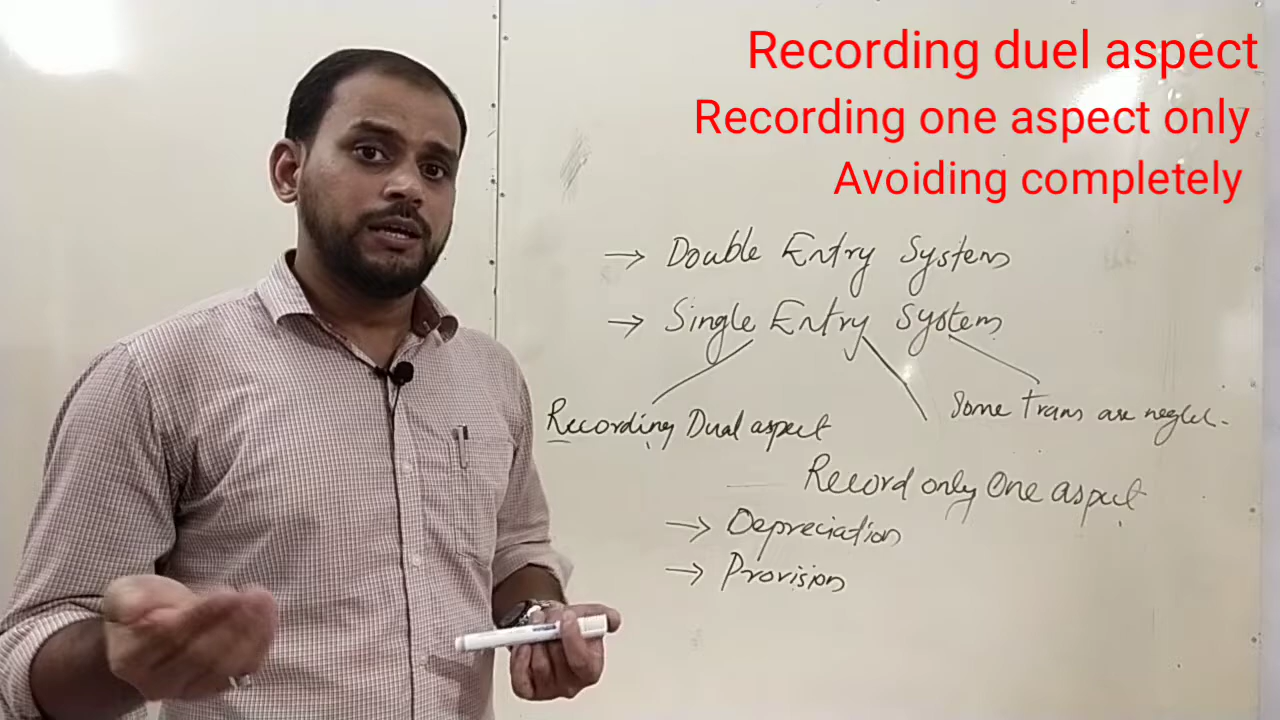 Recording duel aspect
Recording one aspect only
Avoiding completely
→ Double Entry System
→ Single Entry System
Some trans are neglet.
Recording Dual aspect
Record only One aspect
→ Depreciation
→ Provision